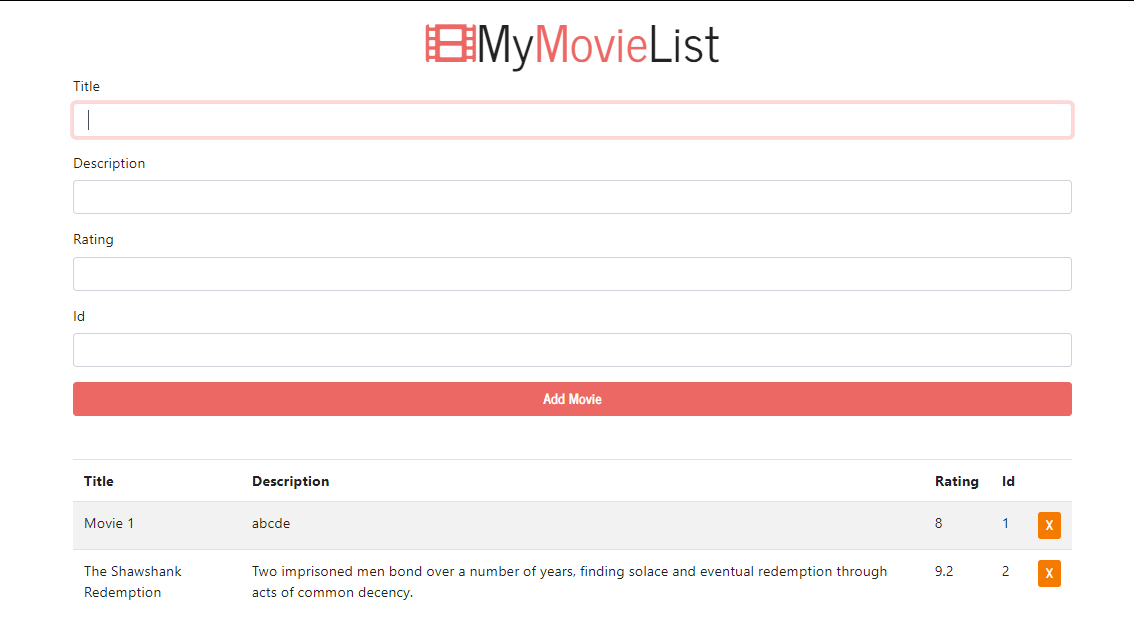 MyMovieList
Title
Description
Rating
Id
Add Movie
Title Description Rating Id
Movie 1 abcde 8 1 X
The Shawshank Redemption Two imprisoned men bond over a number of years, finding solace and eventual redemption through 9.2 2 X
acts of common decency.